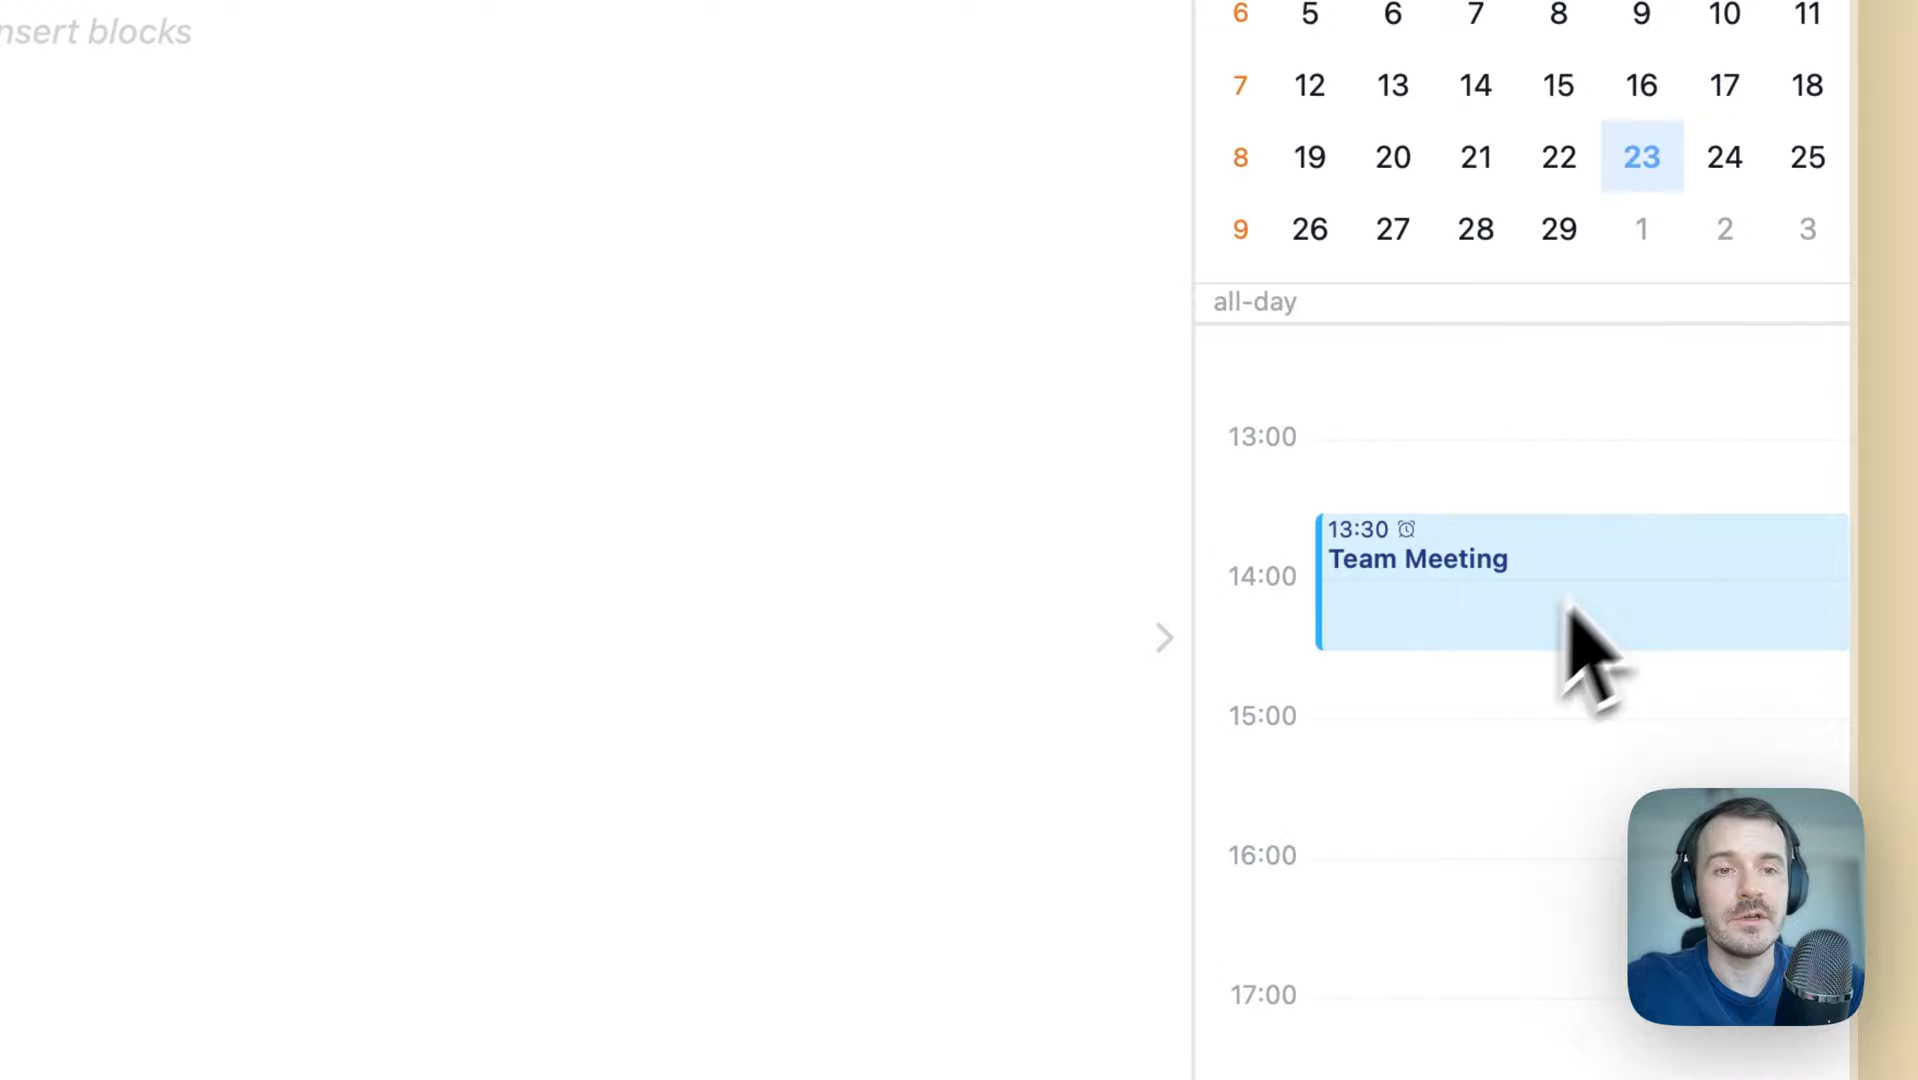 nsert blocks
6 5 6 7 8 9 10 11
7 12 13 14 15 16 17 18
8 19 20 21 22 23 24 25
9 26 27 28 29 1 2 3
all-day
13:00
13:30
Team Meeting
14:00
15:00
16:00
17:00